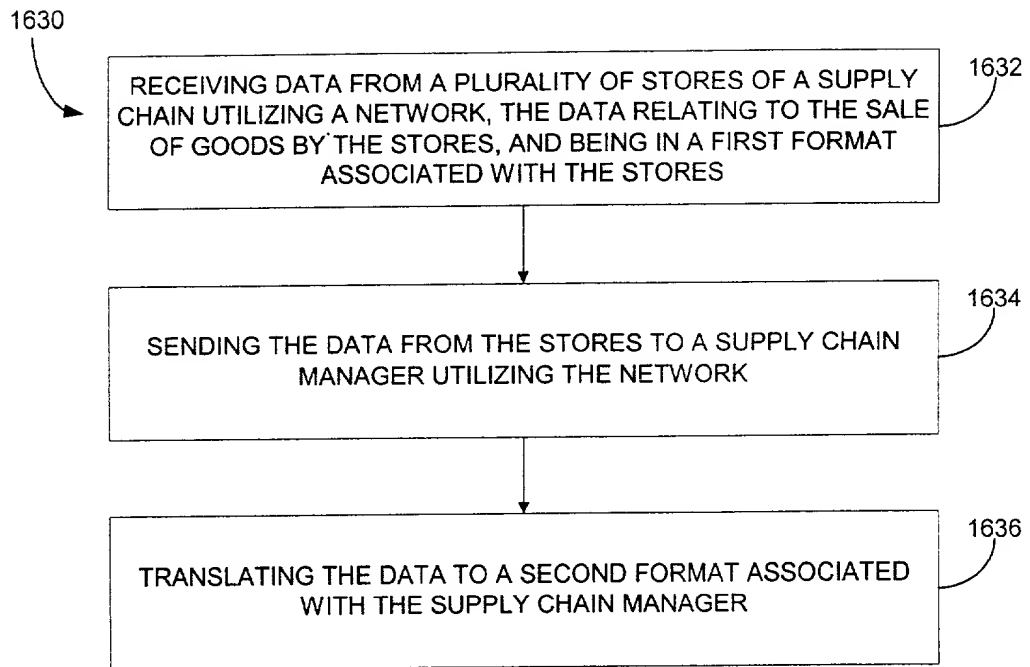 1630
RECEIVING DATA FROM A PLURALITY OF STORES OF A SUPPLY
CHAIN UTILIZING A NETWORK, THE DATA RELATING TO THE SALE
OF GOODS BY THE STORES, AND BEING IN A FIRST FORMAT
ASSOCIATED WITH THE STORES
1632
SENDING THE DATA FROM THE STORES TO A SUPPLY CHAIN
MANAGER UTILIZING THE NETWORK
1634
TRANSLATING THE DATA TO A SECOND FORMAT ASSOCIATED
WITH THE SUPPLY CHAIN MANAGER
1636